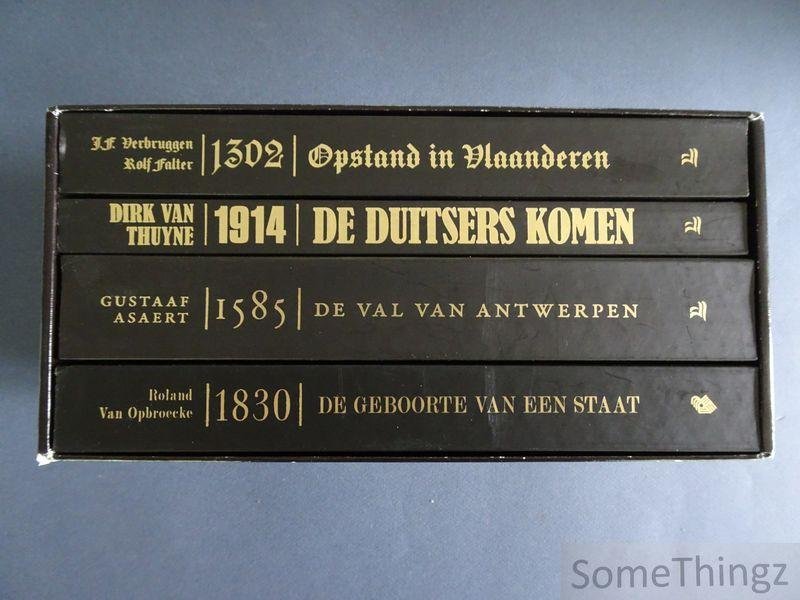 J.F. Verbruggen
Rolf Falter
1302
Opstand in Vlaanderen
DIRK VAN
THUYNE
1914
DE DUITSERS KOMEN
GUSTAAF
ASAERT
1585
DE VAL VAN ANTWERPEN
Roland
Van Opbroecke
1830
DE GEBOORTE VAN EEN STAAT
SomeThingz